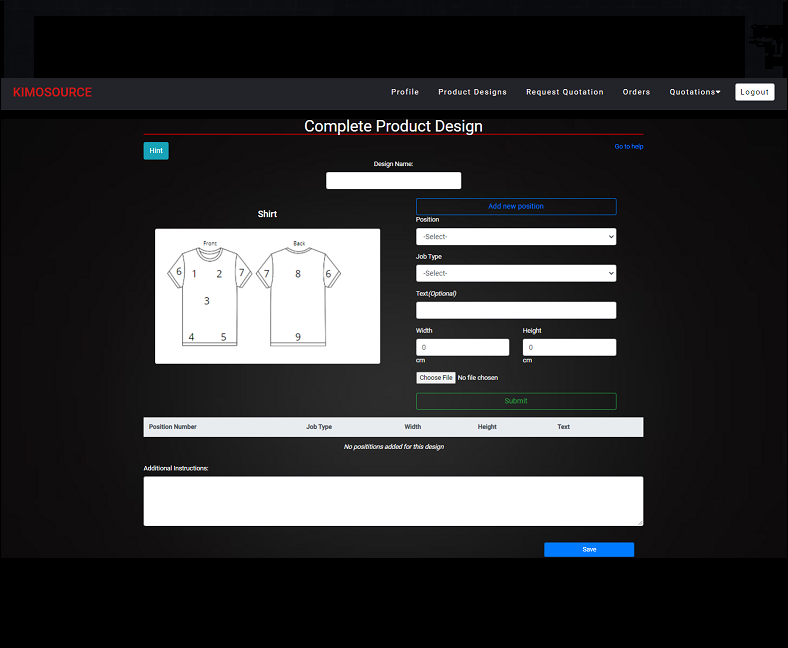 KIMOSOURCE
Profile Product Designs Request Quotation Orders Quotations Logout
Complete Product Design
Hint
Go to help
Design Name:
Add new position
Shirt
Position
-Select-
Front Back
6 1 2 7 7 8 6
3
4 5 9
Job Type
-Select-
Text(Optional)
Width Height
0 0
cm cm
Choose File No file chosen
Submit
Position Number Job Type Width Height Text
No posititions added for this design
Additional Instructions:
Save